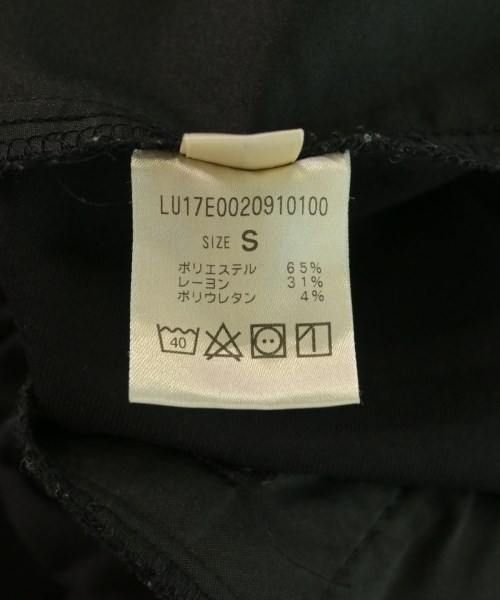 LU17E0020910100
SIZE S
ポリエステル 65%
レーヨン 31%
ポリウレタン 4%
40